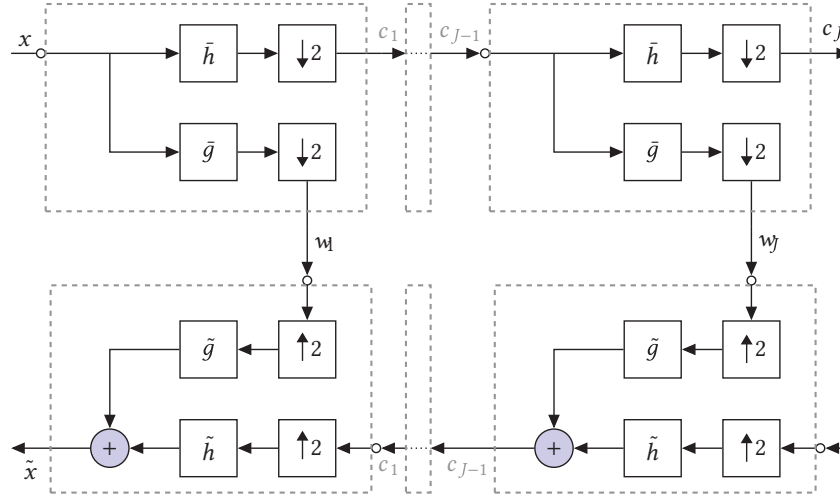 x h̄ ↓2 c₁ c_{J−1} h̄ ↓2 c_J
ḡ ↓2 ḡ ↓2
w₁ w_J
g̃ ↑2 g̃ ↑2
+ h̃ ↑2 + h̃ ↑2
x̃ c₁ c_{J−1}